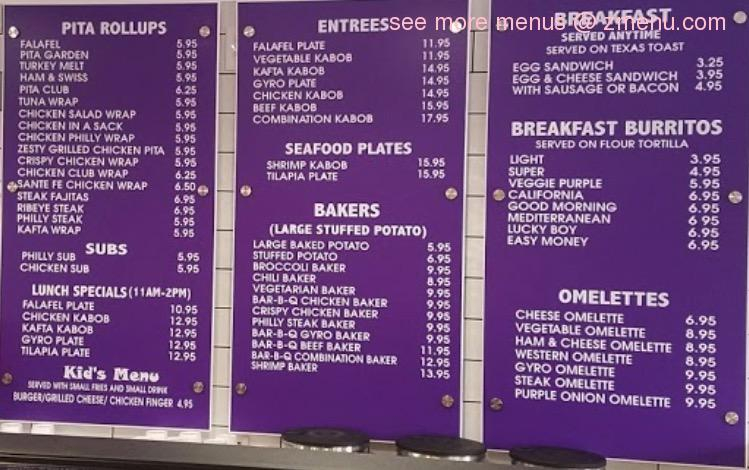 see more menus @ zmenu.com
PITA ROLLUPS
FALAFEL 5.95
PITA GARDEN 5.95
TURKEY MELT 5.95
HAM & SWISS 5.95
PITA CLUB 6.25
TUNA WRAP 5.95
CHICKEN SALAD WRAP 5.95
CHICKEN IN A SACK 5.95
CHICKEN PHILLY WRAP 5.95
ZESTY GRILLED CHICKEN PITA 5.95
CRISPY CHICKEN WRAP 5.95
CHICKEN CLUB WRAP 6.25
SANTE FE CHICKEN WRAP 6.50
STEAK FAJITAS 6.95
RIBEYE STEAK 6.95
PHILLY STEAK 5.95
KAFTA WRAP 5.95
SUBS
PHILLY SUB 5.95
CHICKEN SUB 5.95
LUNCH SPECIALS (11AM-2PM)
FALAFEL PLATE 10.95
CHICKEN KABOB 12.95
KAFTA KABOB 12.95
GYRO PLATE 12.95
TILAPIA PLATE 12.95
Kid's Menu
SERVED WITH SMALL FRIES AND SMALL DRINK
BURGER/GRILLED CHEESE/ CHICKEN FINGER 4.95
ENTREES
FALAFEL PLATE 11.95
VEGETABLE KABOB 11.95
KAFTA KABOB 14.95
GYRO PLATE 14.95
CHICKEN KABOB 14.95
BEEF KABOB 15.95
COMBINATION KABOB 17.95
SEAFOOD PLATES
SHRIMP KABOB 15.95
TILAPIA PLATE 15.95
BAKERS
(LARGE STUFFED POTATO)
LARGE BAKED POTATO 5.95
STUFFED POTATO 6.95
BROCCOLI BAKER 9.95
CHILI BAKER 8.95
VEGETARIAN BAKER 9.95
BAR-B-Q CHICKEN BAKER 9.95
CRISPY CHICKEN BAKER 9.95
PHILLY STEAK BAKER 9.95
BAR-B-Q GYRO BAKER 9.95
BAR-B-Q BEEF BAKER 11.95
BAR-B-Q COMBINATION BAKER 12.95
SHRIMP BAKER 13.95
BREAKFAST
SERVED ANYTIME
SERVED ON TEXAS TOAST
EGG SANDWICH 3.25
EGG & CHEESE SANDWICH 3.95
WITH SAUSAGE OR BACON 4.95
BREAKFAST BURRITOS
SERVED ON FLOUR TORTILLA
LIGHT 3.95
SUPER 4.95
VEGGIE PURPLE 5.95
CALIFORNIA 6.95
GOOD MORNING 6.95
MEDITERRANEAN 6.95
LUCKY BOY 6.95
EASY MONEY 6.95
OMELETTES
CHEESE OMELETTE 6.95
VEGETABLE OMELETTE 8.95
HAM & CHEESE OMELETTE 8.95
WESTERN OMELETTE 8.95
GYRO OMELETTE 9.95
STEAK OMELETTE 9.95
PURPLE ONION OMELETTE 9.95